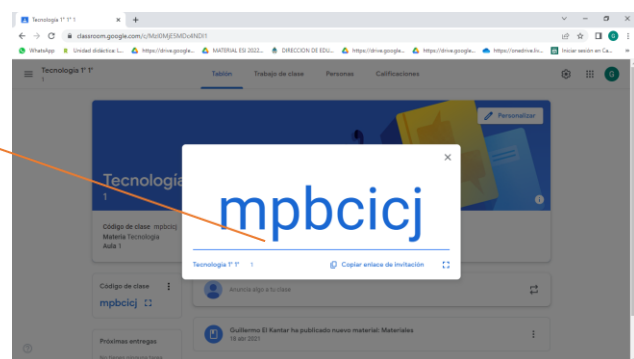 Tecnología 1° 1°
classroom.google.com/c/MzI0MjE5MDc4NDI1
WhatsApp
Unidad didáctica: L...
https://drive.google...
MATERIAL ESI 2022...
DIRECCION DE EDU...
https://drive.google...
https://drive.google...
https://onedrive.liv...
Iniciar sesión en Ca...
Tecnología 1° 1°
1
Tablón
Trabajo de clase
Personas
Calificaciones
G
Personalizar
Tecnología
1
mpbcicj
Código de clase mpbcicj
Materia Tecnología
Aula 1
Tecnología 1° 1°
1
Copiar enlace de invitación
Código de clase
mpbcicj
Anuncia algo a tu clase
Próximas entregas
Guillermo El Kantar ha publicado nuevo material: Materiales
18 abr 2021